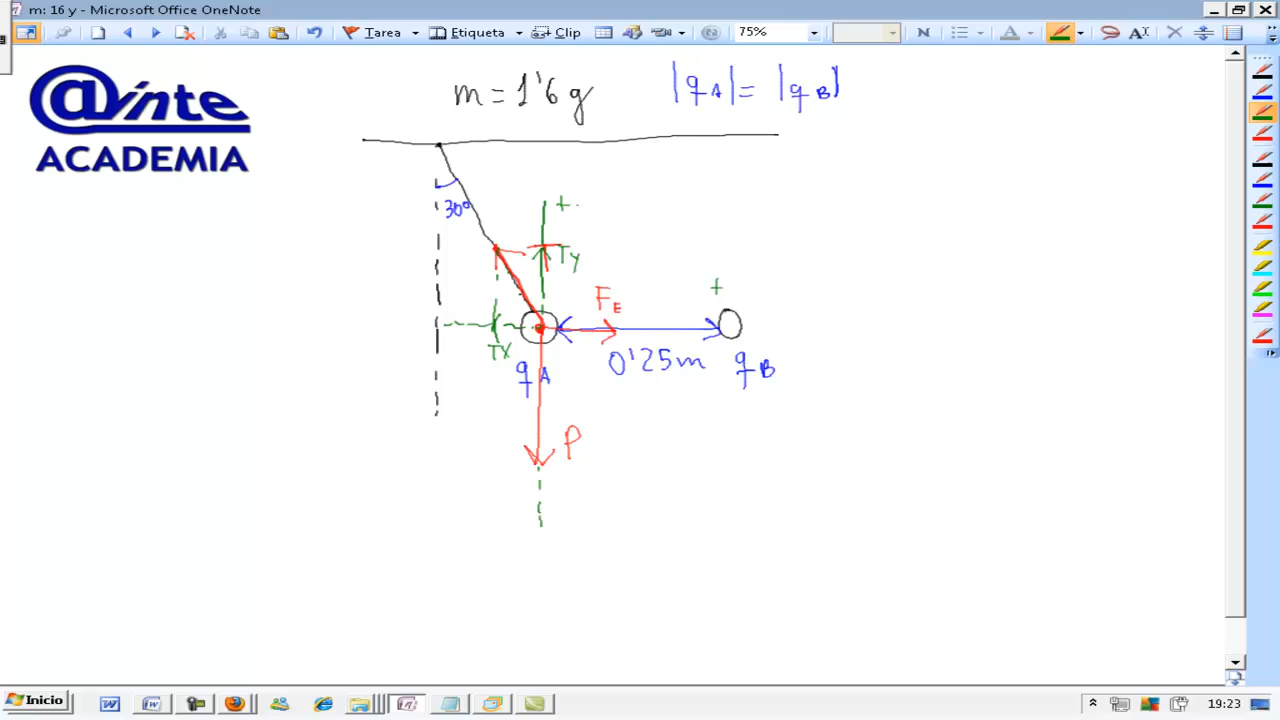 m: 16 y - Microsoft Office OneNote
Tarea
Etiqueta
Clip
75%
N
A
@inte
ACADEMIA
m = 1'6 g
|qA| = |qB|
30º
+
Ty
+
FE
Tx
qA
0'25m
qB
P
Inicio
19:23